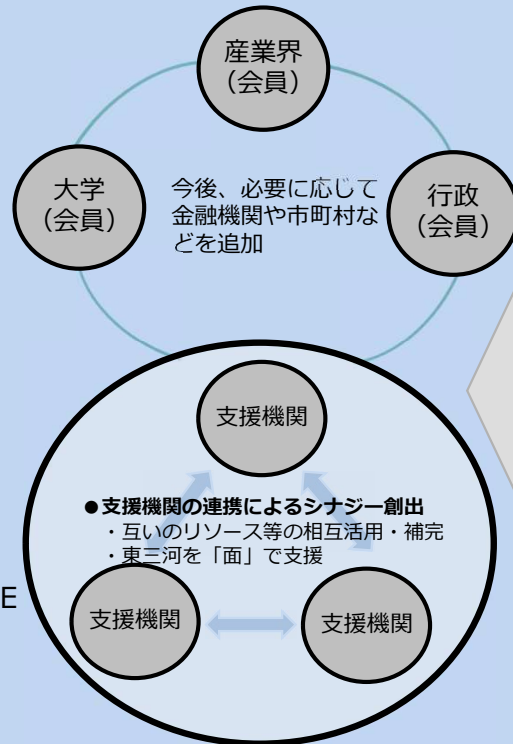 産業界
（会員）
大学
（会員）
今後、必要に応じて
金融機関や市町村な
どを追加
行政
（会員）
支援機関
●支援機関の連携によるシナジー創出
・互いのリソース等の相互活用・補完
・東三河を「面」で支援
E
支援機関
支援機関